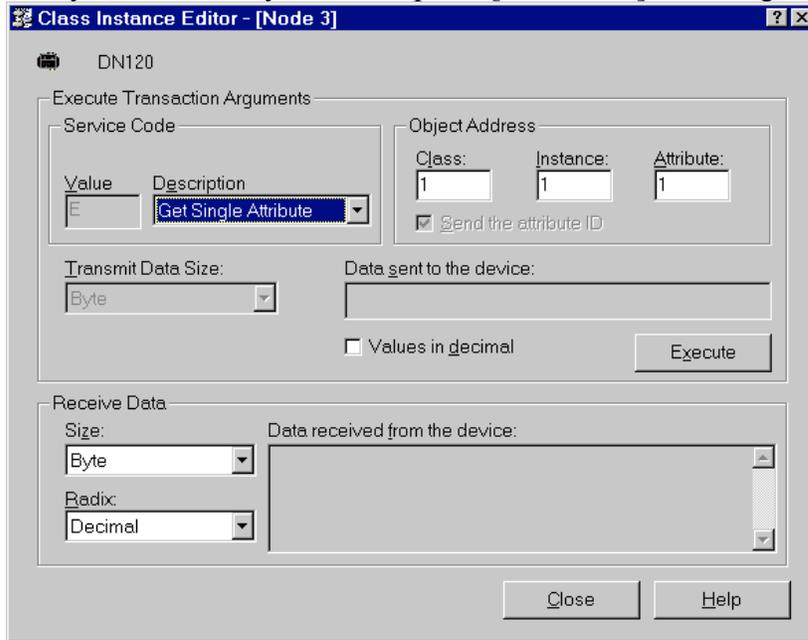 Class Instance Editor - [Node 3]
DN120
Execute Transaction Arguments
Service Code
Object Address
Class: Instance: Attribute:
Value Description
E Get Single Attribute
1 1 1
Send the attribute ID
Transmit Data Size: Data sent to the device:
Byte
Values in decimal
Execute
Receive Data
Size: Data received from the device:
Byte
Radix:
Decimal
Close Help